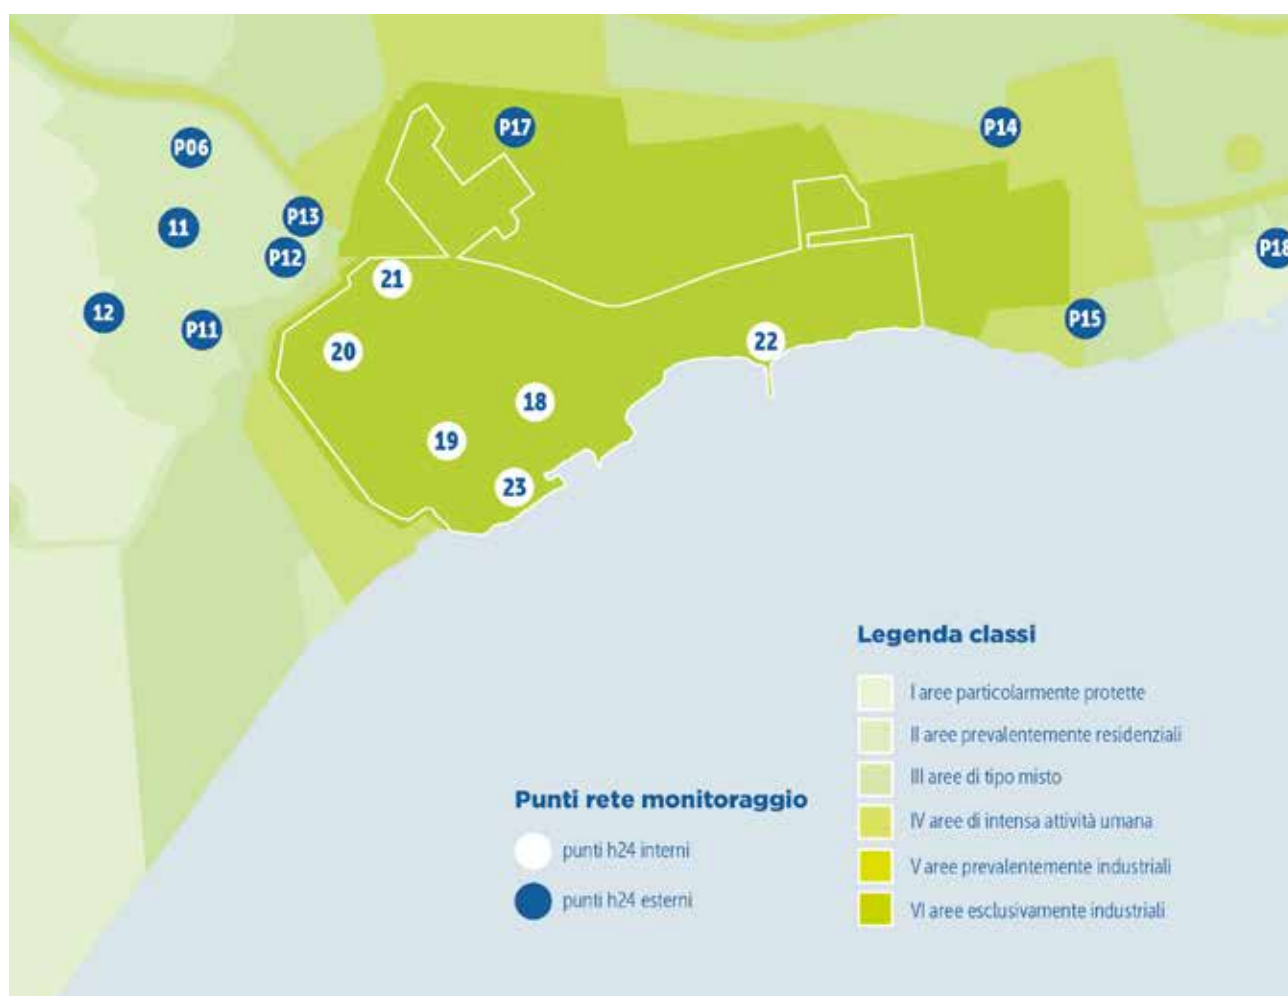 P17
P14
P06
P13
11
P12
P18
21
12
P11
P15
20
22
18
19
23
Legenda classi
I aree particolarmente protette
II aree prevalentemente residenziali
III aree di tipo misto
IV aree di intensa attività umana
V aree prevalentemente industriali
VI aree esclusivamente industriali
Punti rete monitoraggio
punti h24 interni
punti h24 esterni